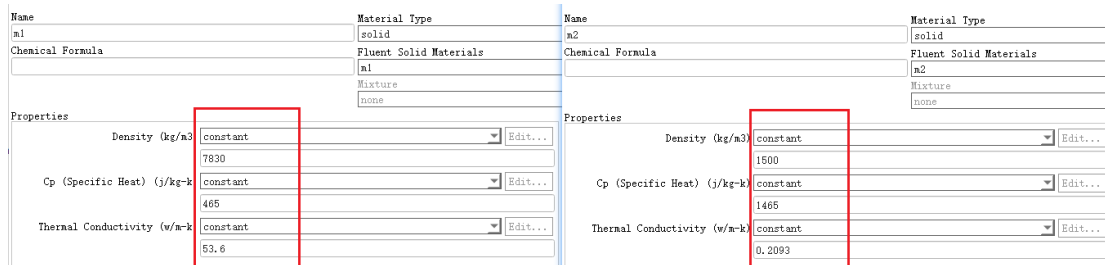 Name
Material Type
m1
solid
Chemical Formula
Fluent Solid Materials
m1
Mixture
none
Properties
Density (kg/m3
constant
Edit...
7830
Cp (Specific Heat) (j/kg-k
constant
Edit...
465
Thermal Conductivity (w/m-k
constant
Edit...
53.6
Name
Material Type
m2
solid
Chemical Formula
Fluent Solid Materials
m2
Mixture
none
Properties
Density (kg/m3)
constant
Edit...
1500
Cp (Specific Heat) (j/kg-k)
constant
Edit...
1465
Thermal Conductivity (w/m-k)
constant
Edit...
0.2093